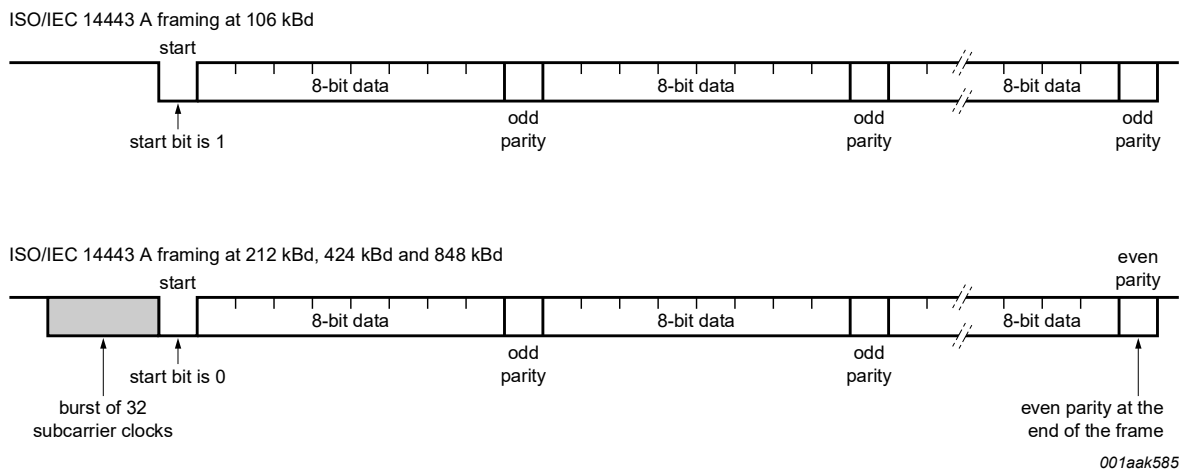 ISO/IEC 14443 A framing at 106 kBd
start
8-bit data
8-bit data
8-bit data
odd
parity
odd
parity
odd
parity
start bit is 1
ISO/IEC 14443 A framing at 212 kBd, 424 kBd and 848 kBd
even
parity
start
8-bit data
8-bit data
8-bit data
odd
parity
odd
parity
start bit is 0
burst of 32
subcarrier clocks
even parity at the
end of the frame
001aak585